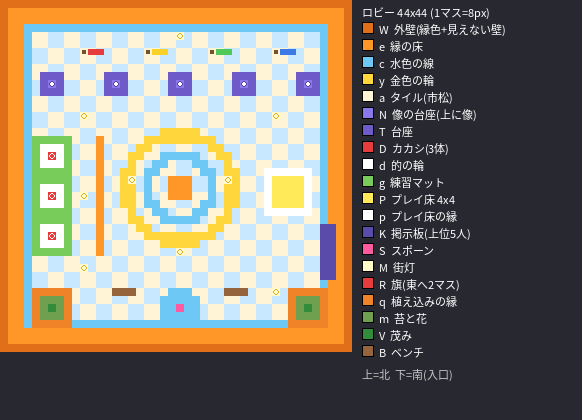 ロビー 44x44 (1マス=8px)
W 外壁(縁色+見えない壁)
e 縁の床
c 水色の線
y 金色の輪
a タイル(市松)
N 像の台座(上に像)
T 台座
D カカシ(3体)
d 的の輪
g 練習マット
P プレイ床 4x4
p プレイ床の縁
K 掲示板(上位5人)
S スポーン
M 街灯
R 旗(東へ2マス)
q 植え込みの縁
m 苔と花
V 茂み
B ベンチ
上=北 下=南(入口)